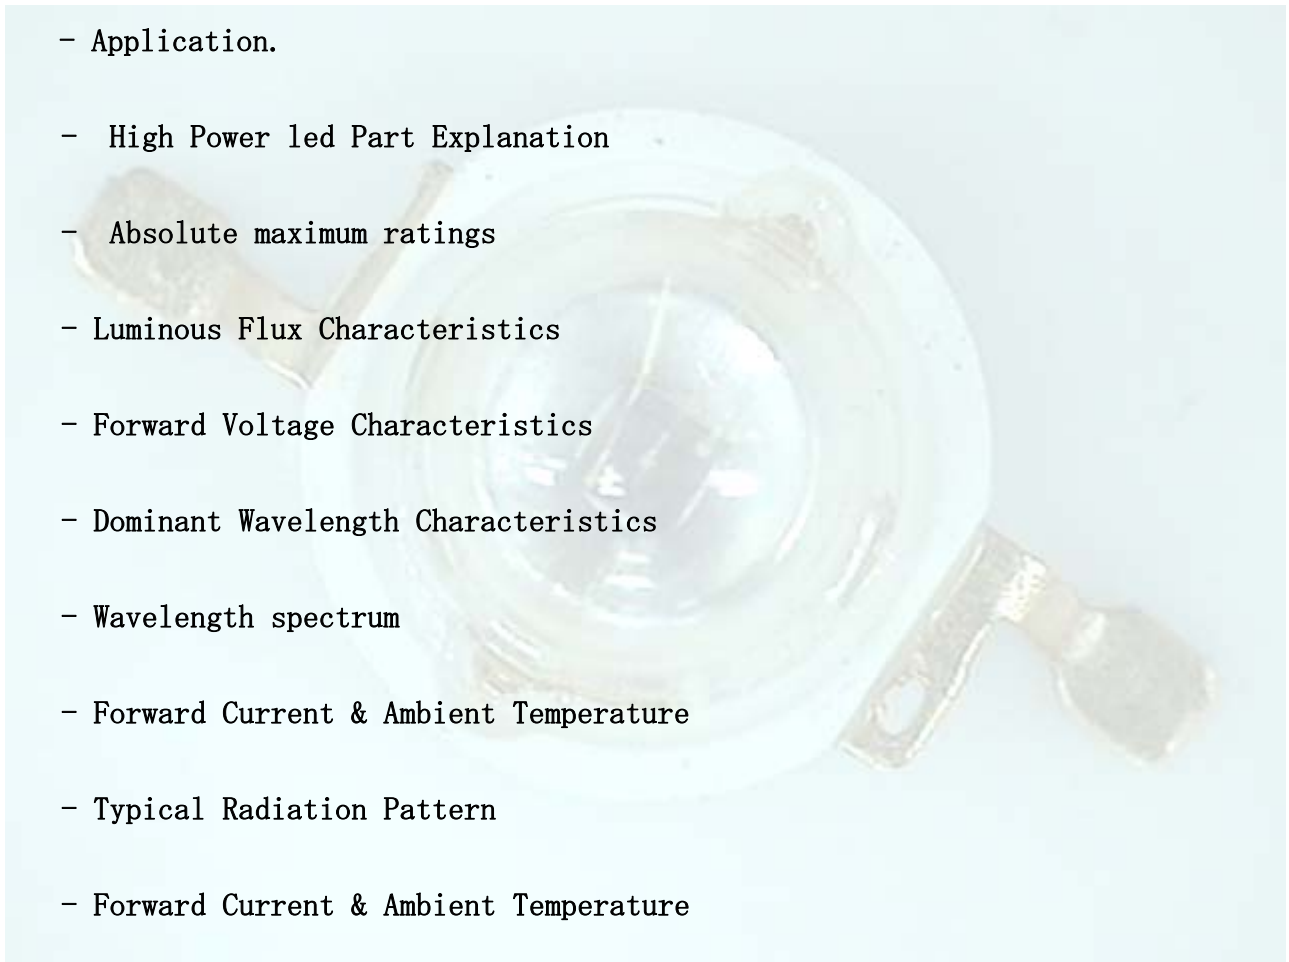 - Application.
- High Power led Part Explanation
- Absolute maximum ratings
- Luminous Flux Characteristics
- Forward Voltage Characteristics
- Dominant Wavelength Characteristics
- Wavelength spectrum
- Forward Current & Ambient Temperature
- Typical Radiation Pattern
- Forward Current & Ambient Temperature